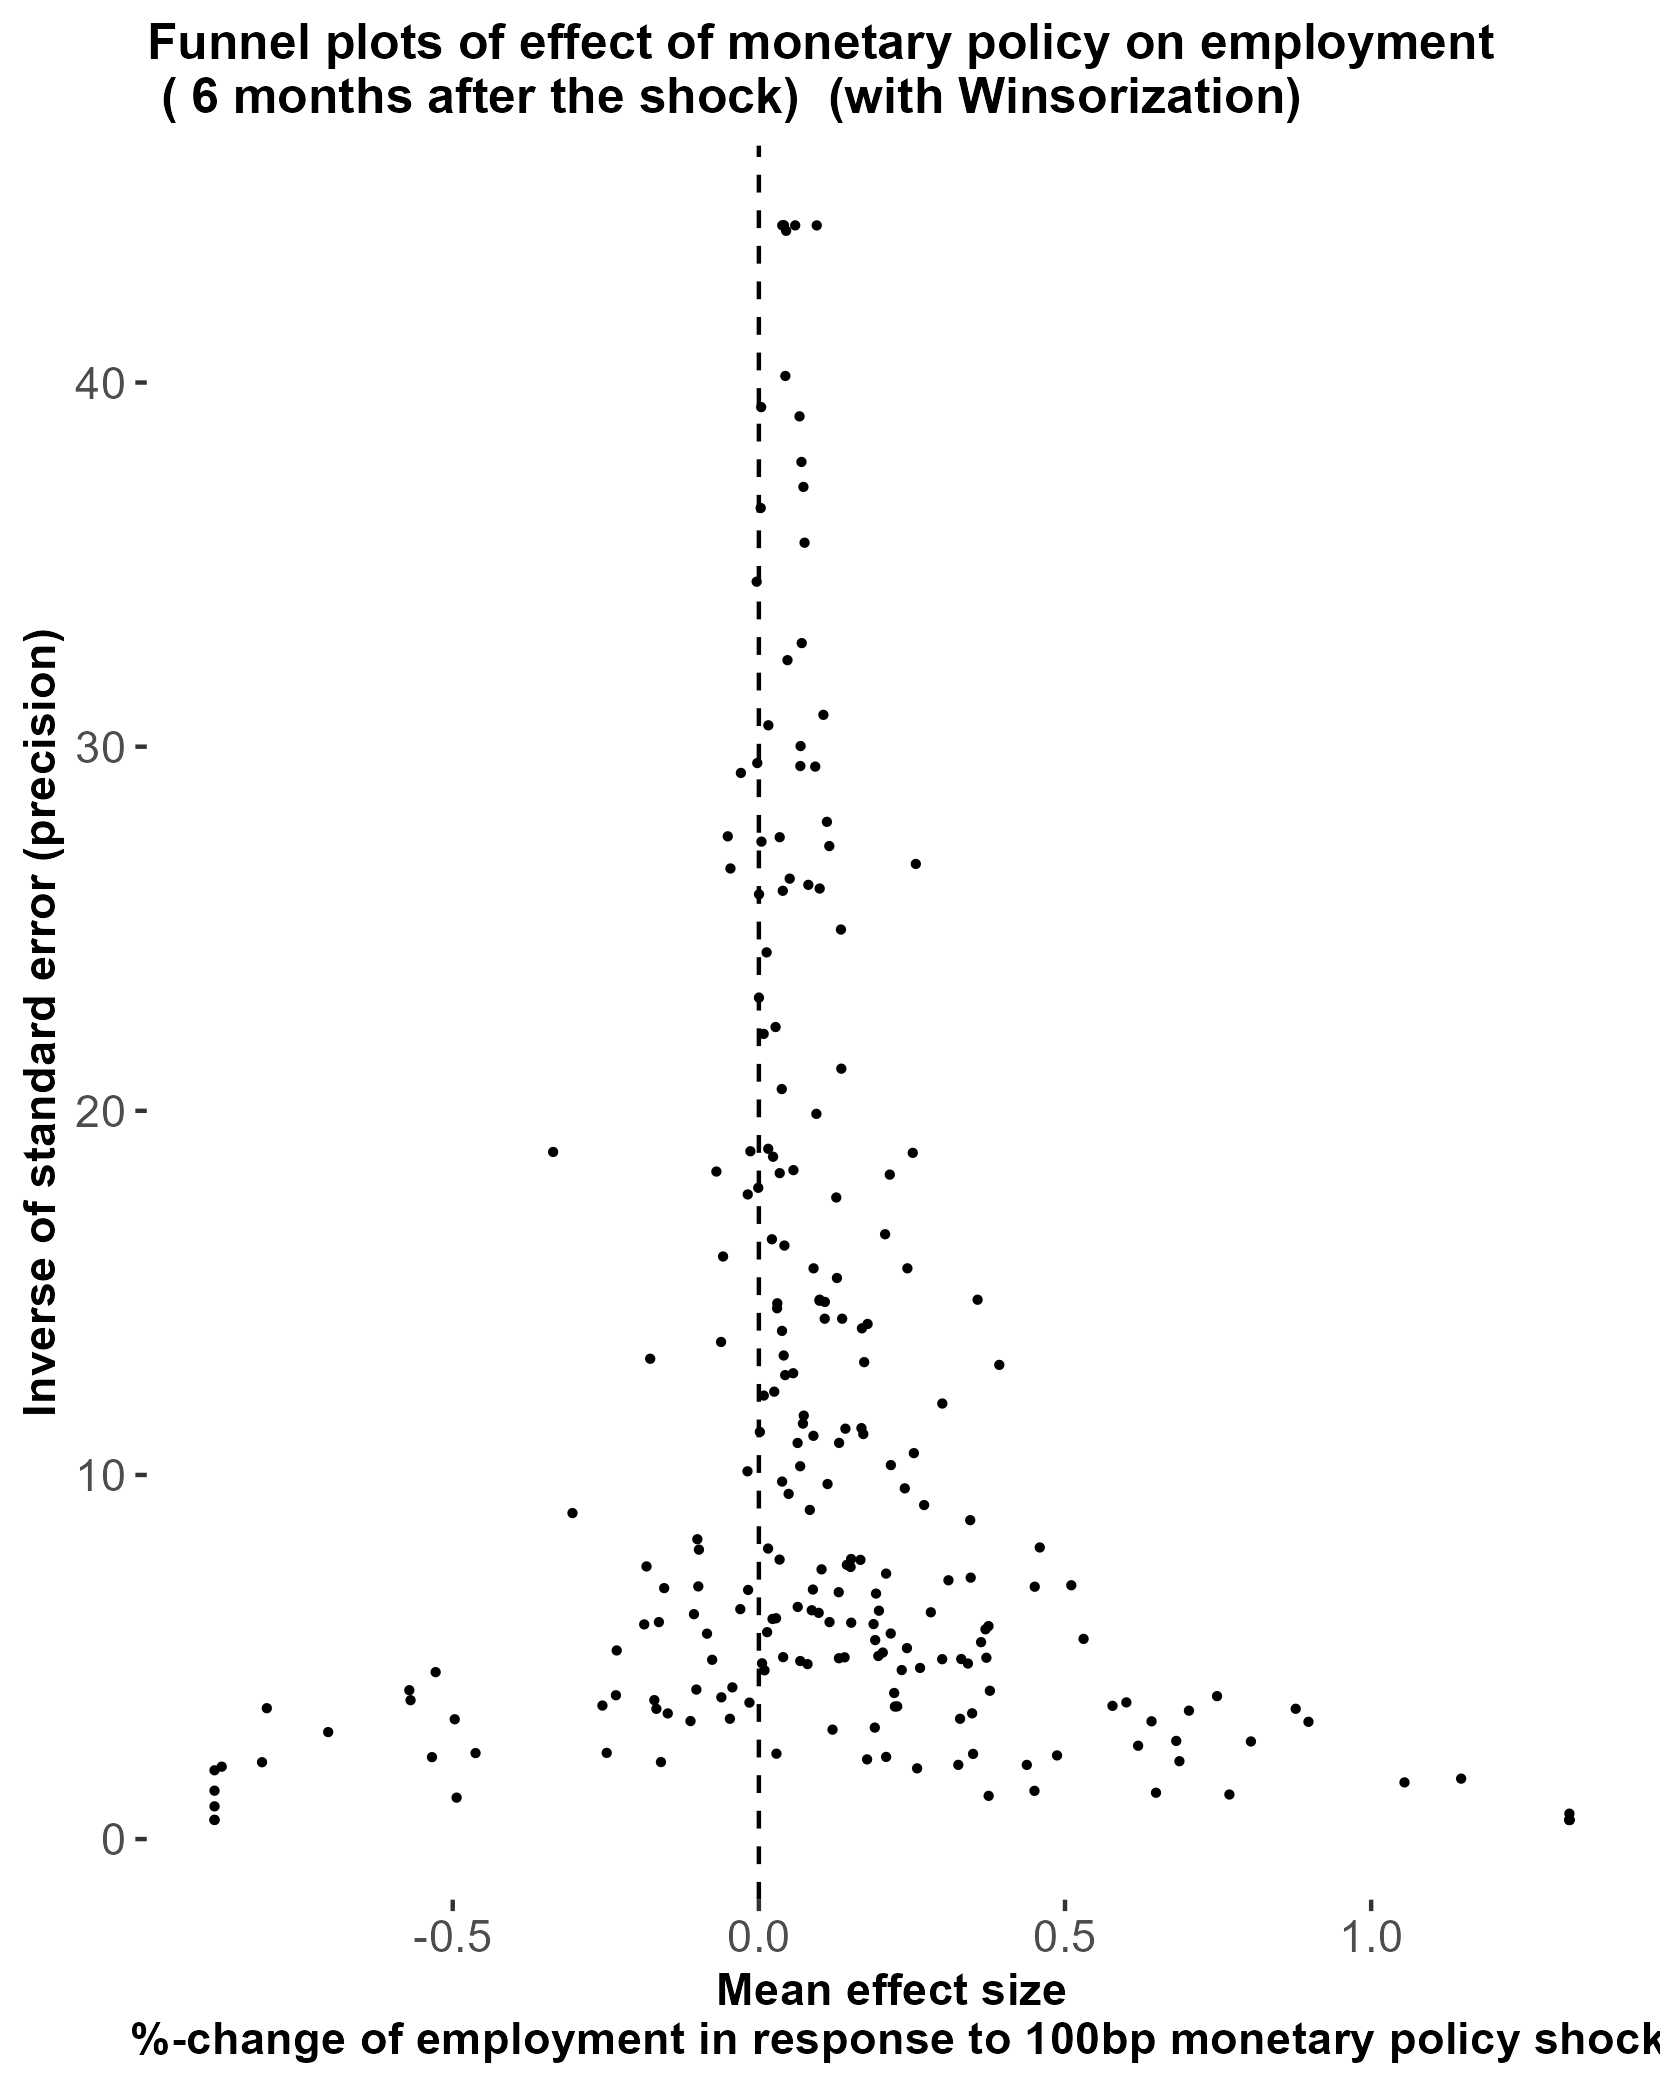 Funnel plots of effect of monetary policy on employment
( 6 months after the shock)  (with Winsorization)
Inverse of standard error (precision)
40
30
20
10
0
-0.5
0.0
0.5
1.0
Mean effect size
%-change of employment in response to 100bp monetary policy shock